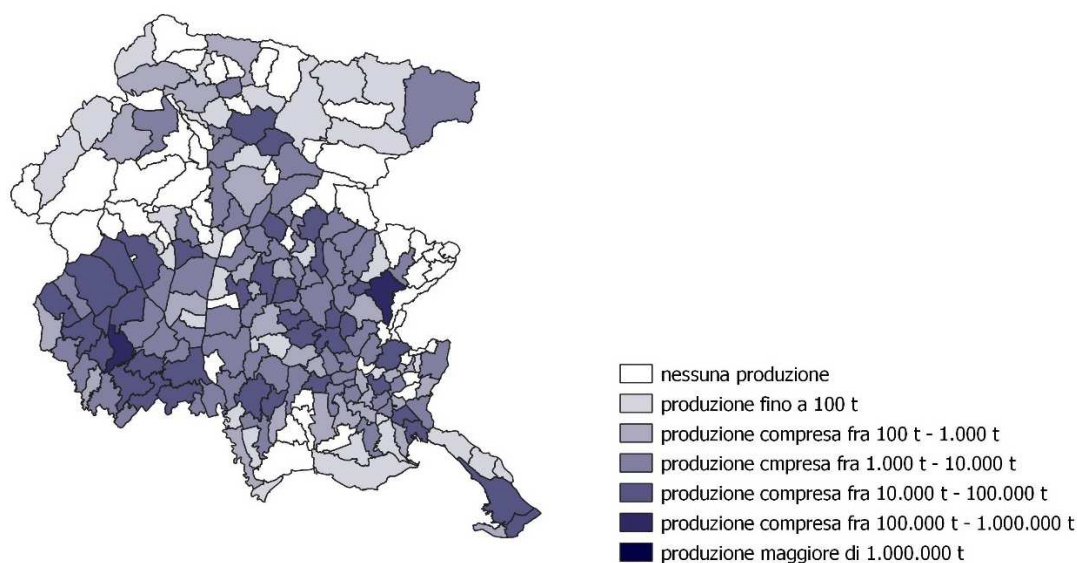 nessuna produzione
produzione fino a 100 t
produzione compresa fra 100 t - 1.000 t
produzione cmpresa fra 1.000 t - 10.000 t
produzione compresa fra 10.000 t - 100.000 t
produzione compresa fra 100.000 t - 1.000.000 t
produzione maggiore di 1.000.000 t